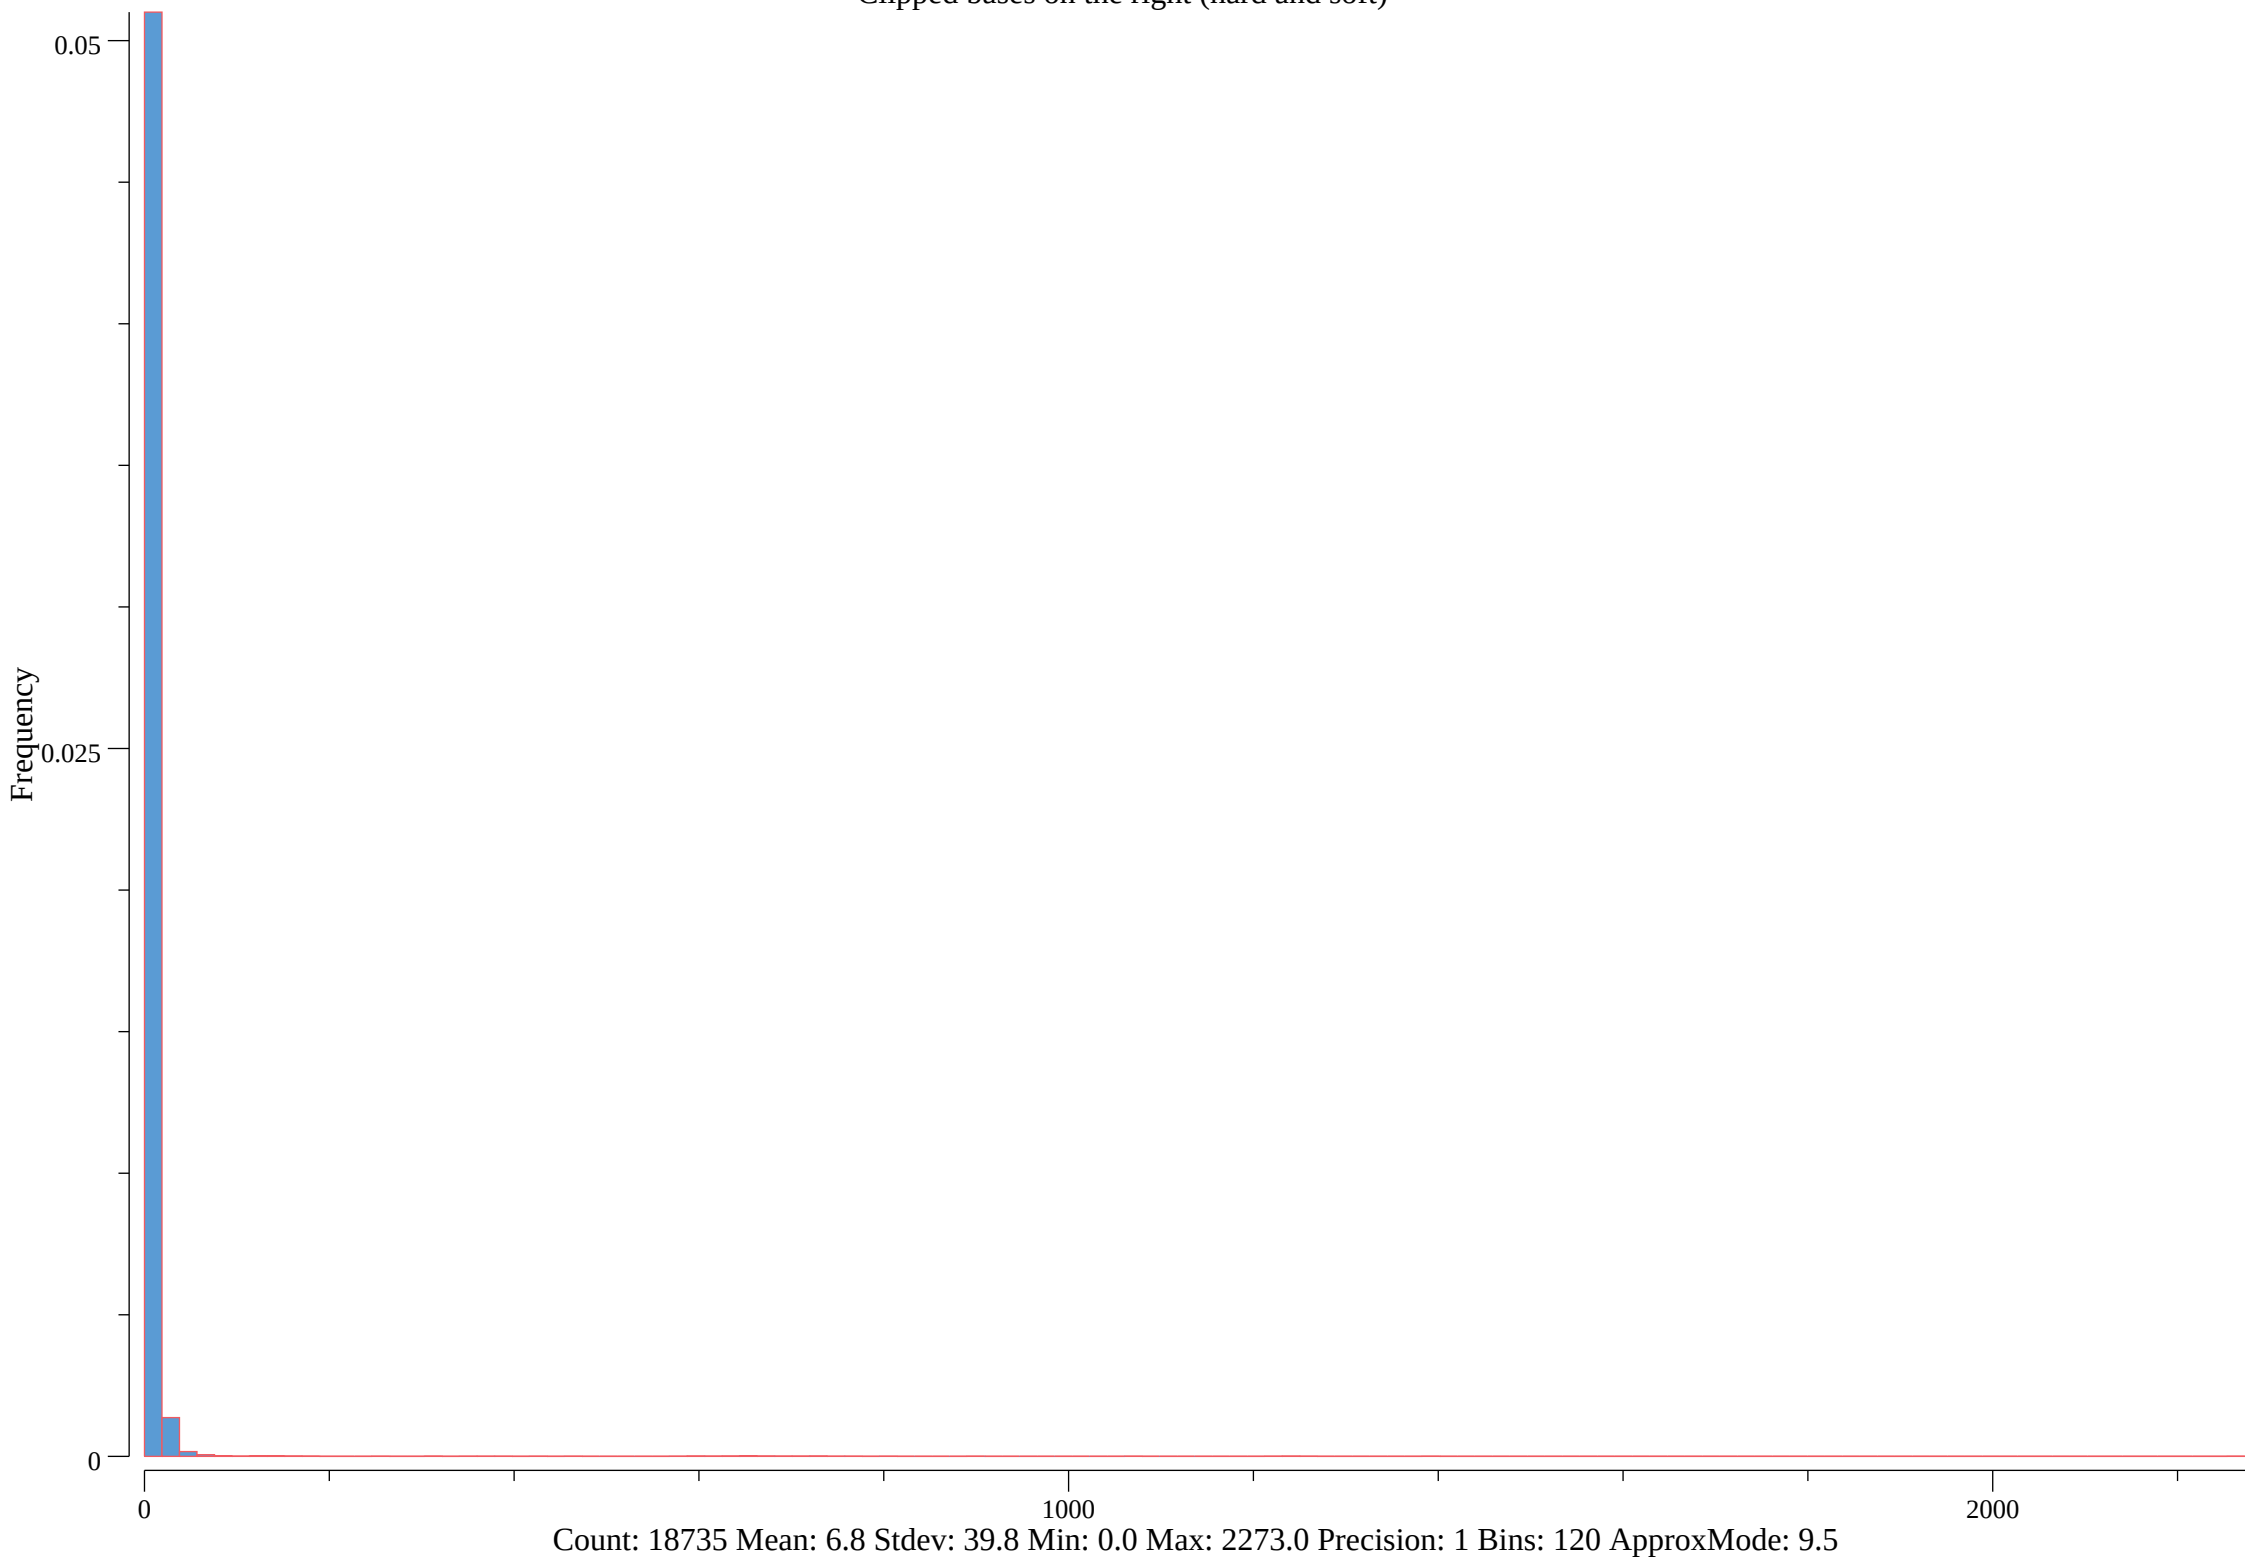 Clipped bases on the right (hard and soft)
0.05
Frequency
0.025
0
0
1000
2000
Count: 18735 Mean: 6.8 Stdev: 39.8 Min: 0.0 Max: 2273.0 Precision: 1 Bins: 120 ApproxMode: 9.5